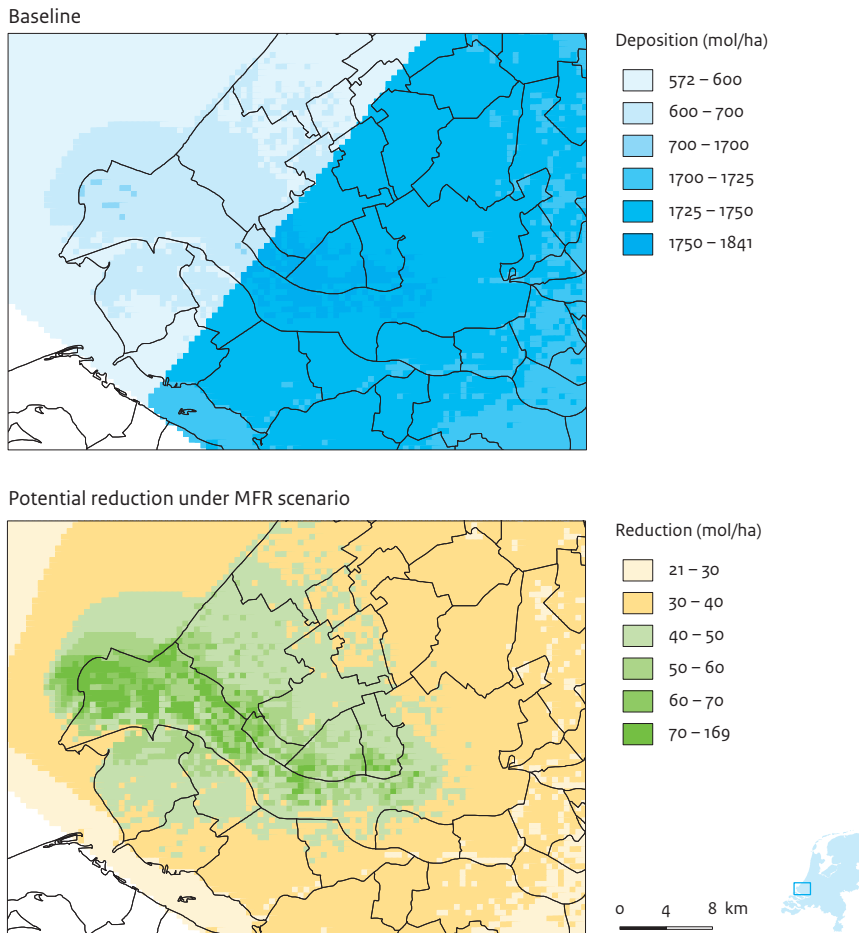 Baseline
Deposition (mol/ha)
572 – 600
600 – 700
700 – 1700
1700 – 1725
1725 – 1750
1750 – 1841
Potential reduction under MFR scenario
Reduction (mol/ha)
21 – 30
30 – 40
40 – 50
50 – 60
60 – 70
70 – 169
0 4 8 km